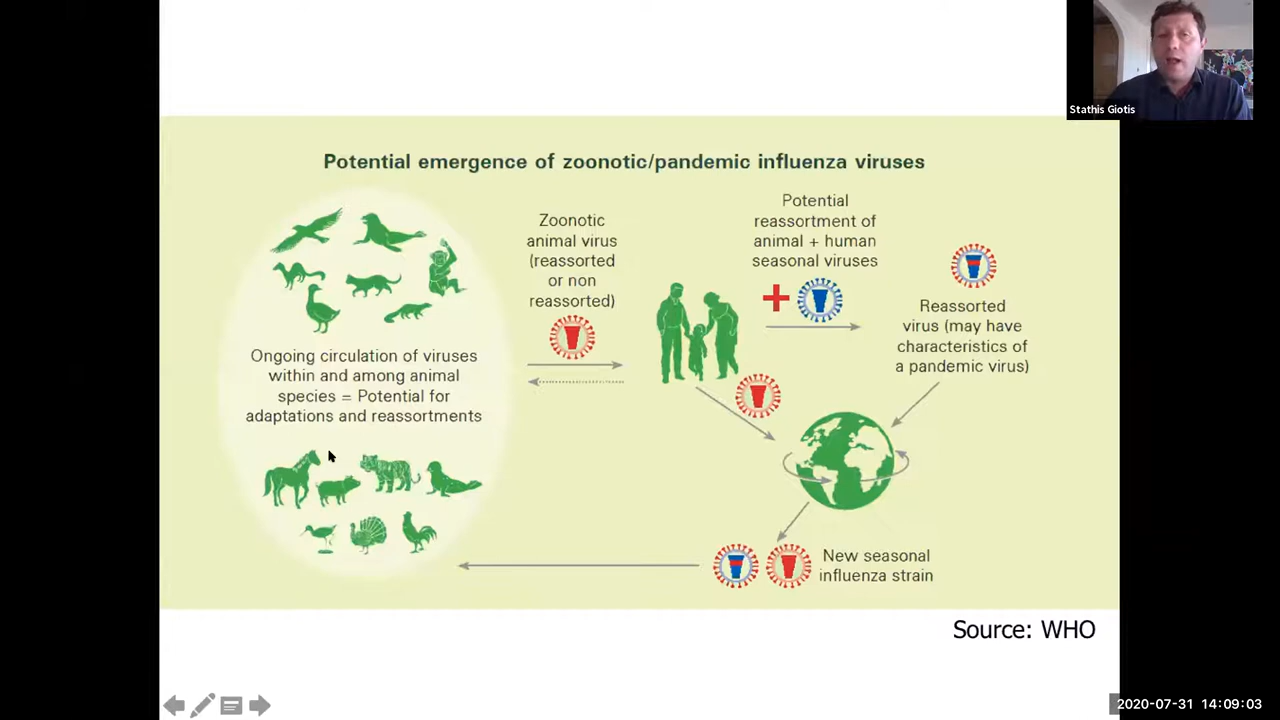 Stathis Giotis
Potential emergence of zoonotic/pandemic influenza viruses
Zoonotic
animal virus
(reassorted
or non
reassorted)
Potential
reassortment of
animal + human
seasonal viruses
Reassorted
virus (may have
characteristics of
a pandemic virus)
Ongoing circulation of viruses
within and among animal
species = Potential for
adaptations and reassortments
New seasonal
influenza strain
Source: WHO
2020-07-31 14:09:03